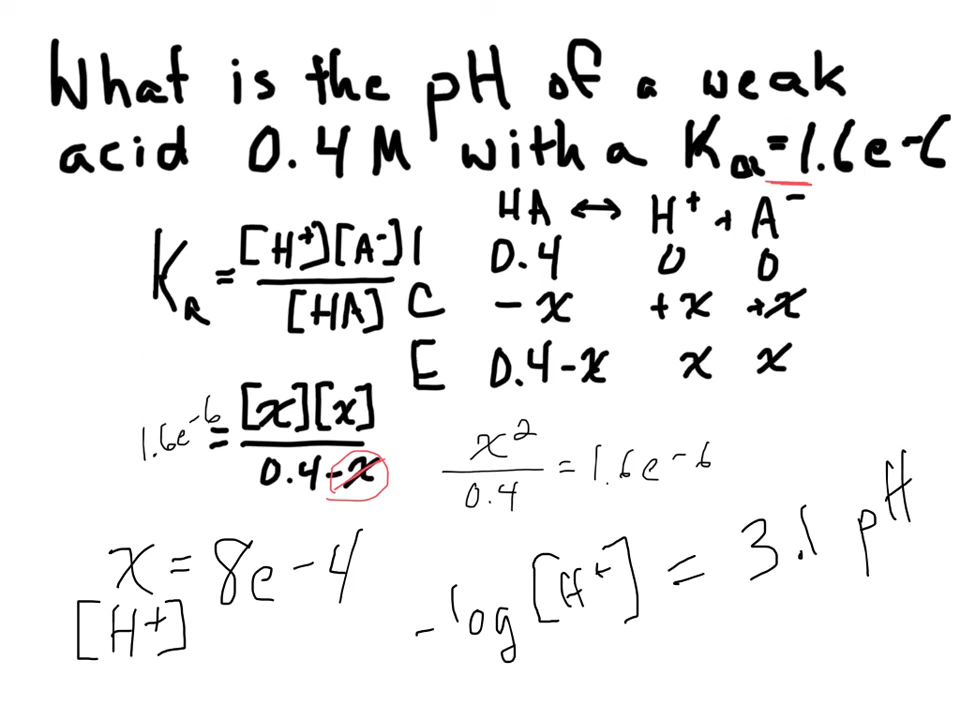 What is the pH of a weak
acid 0.4M with a Ka=1.6e-6
HA ↔ H⁺ + A⁻
Ka = [H⁺][A⁻] / [HA]
I 0.4 0 0
C -x +x +x
E 0.4-x x x
1.6e⁻⁶ = [x][x] / 0.4-x
x² / 0.4 = 1.6e-6
x = 8e-4
[H+]
-log [H⁺] = 3.1 pH